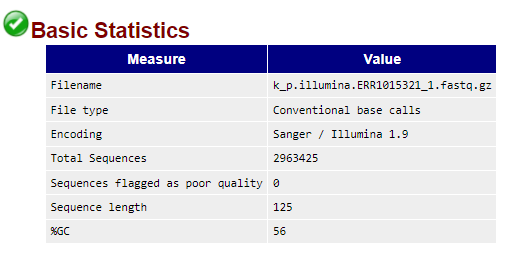 Basic Statistics
Measure Value
Filename k_p.illumina.ERR1015321_1.fastq.gz
File type Conventional base calls
Encoding Sanger / Illumina 1.9
Total Sequences 2963425
Sequences flagged as poor quality 0
Sequence length 125
%GC 56